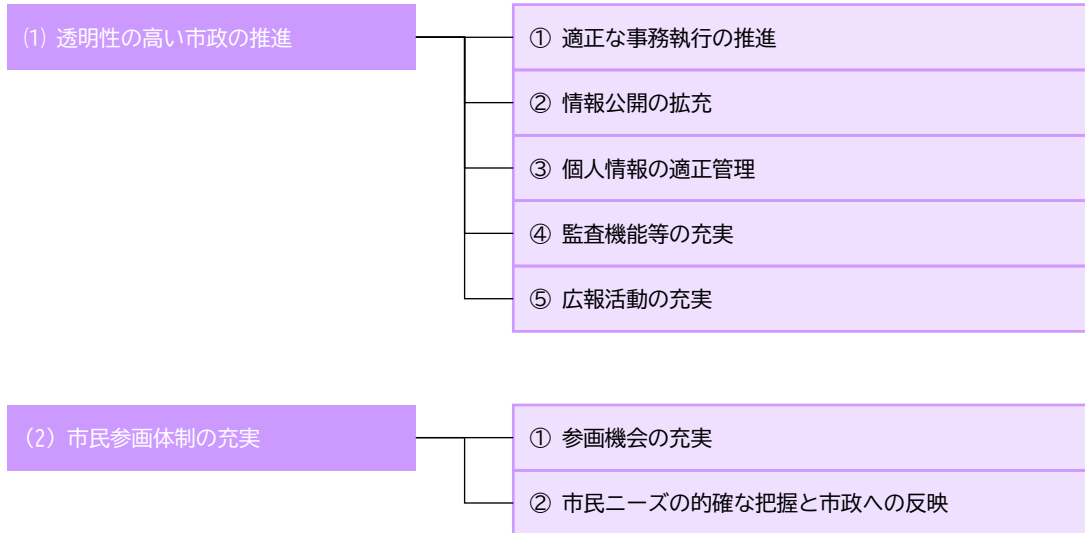 ⑴ 透明性の高い市政の推進
① 適正な事務執行の推進
② 情報公開の拡充
③ 個人情報の適正管理
④ 監査機能等の充実
⑤ 広報活動の充実
(2) 市民参画体制の充実
① 参画機会の充実
② 市民ニーズの的確な把握と市政への反映